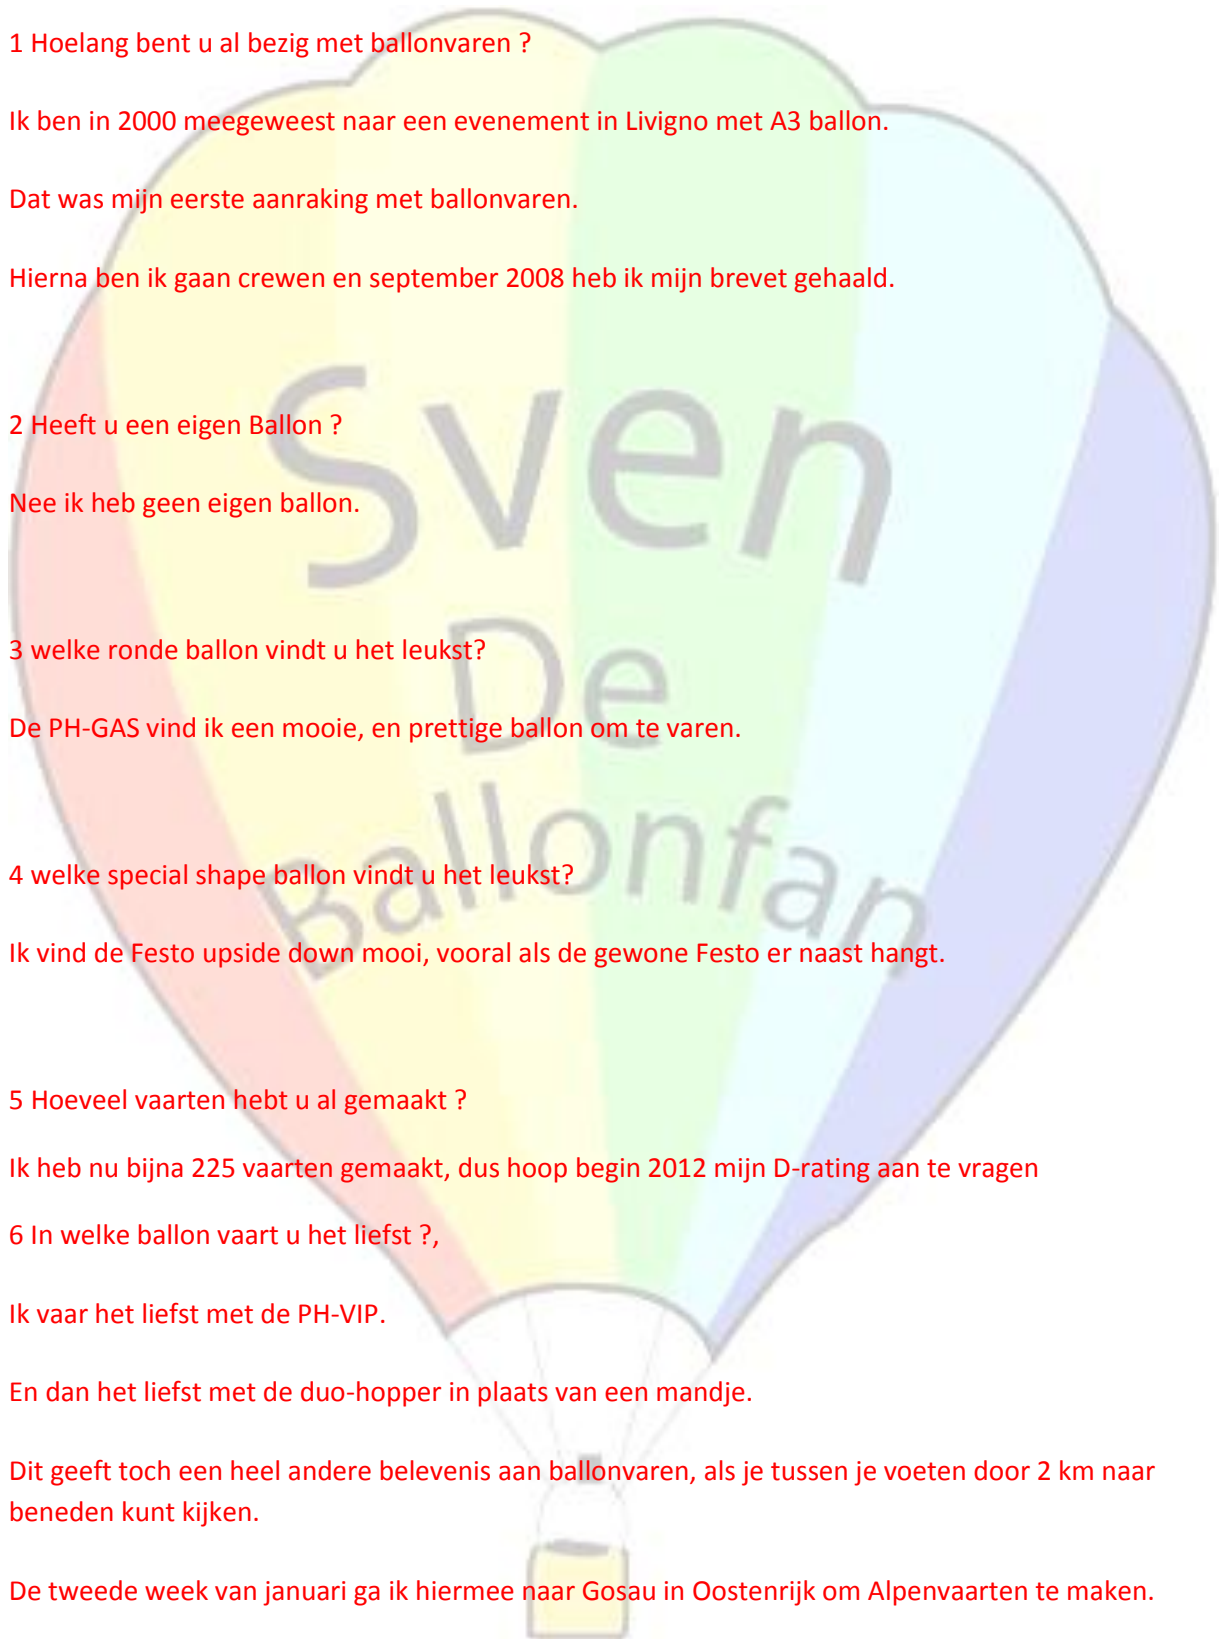 1 Hoelang bent u al bezig met ballonvaren ?
Ik ben in 2000 meegeweest naar een evenement in Livigno met A3 ballon.
Dat was mijn eerste aanraking met ballonvaren.
Hierna ben ik gaan crewen en september 2008 heb ik mijn brevet gehaald.
2 Heeft u een eigen Ballon ?
Nee ik heb geen eigen ballon.
3 welke ronde ballon vindt u het leukst?
De PH-GAS vind ik een mooie, en prettige ballon om te varen.
4 welke special shape ballon vindt u het leukst?
Ik vind de Festo upside down mooi, vooral als de gewone Festo er naast hangt.
5 Hoeveel vaarten hebt u al gemaakt ?
Ik heb nu bijna 225 vaarten gemaakt, dus hoop begin 2012 mijn D-rating aan te vragen
6 In welke ballon vaart u het liefst ?,
Ik vaar het liefst met de PH-VIP.
En dan het liefst met de duo-hopper in plaats van een mandje.
Dit geeft toch een heel andere belevenis aan ballonvaren, als je tussen je voeten door 2 km naar
beneden kunt kijken.
De tweede week van januari ga ik hiermee naar Gosau in Oostenrijk om Alpenvaarten te maken.
Sven
De
Ballonfan